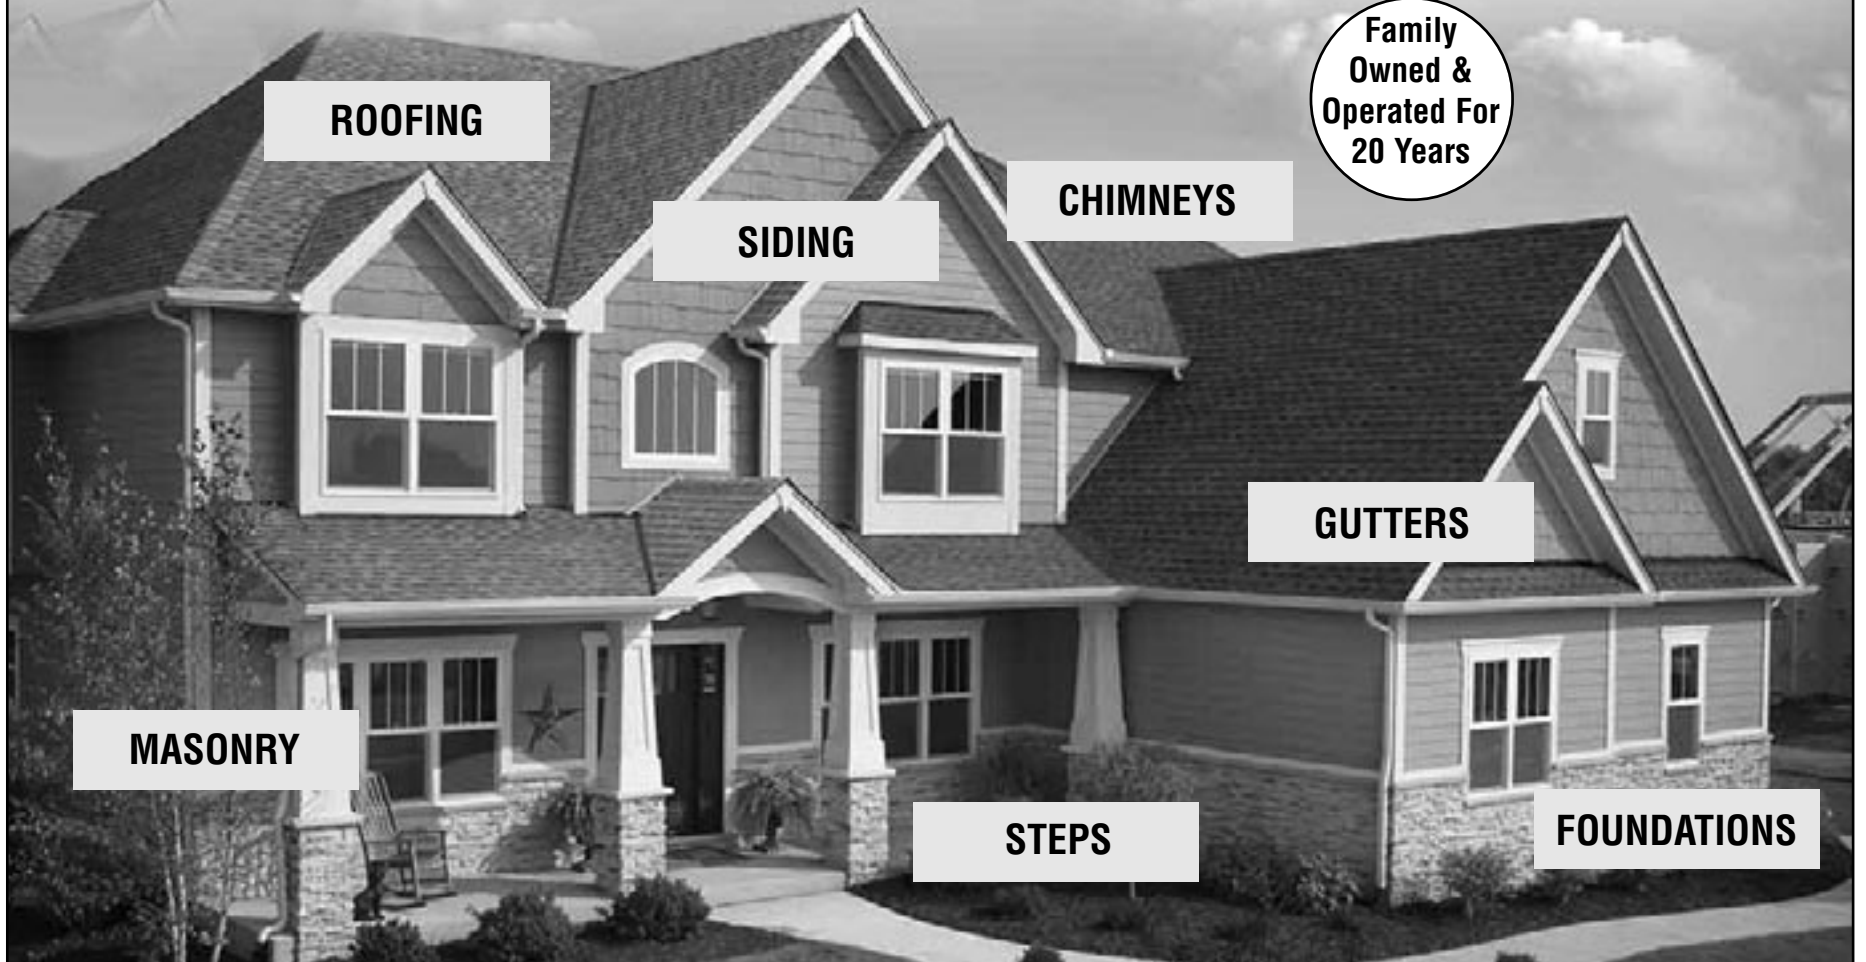 Family
Owned &
Operated For
20 Years
ROOFING
CHIMNEYS
SIDING
GUTTERS
MASONRY
STEPS
FOUNDATIONS